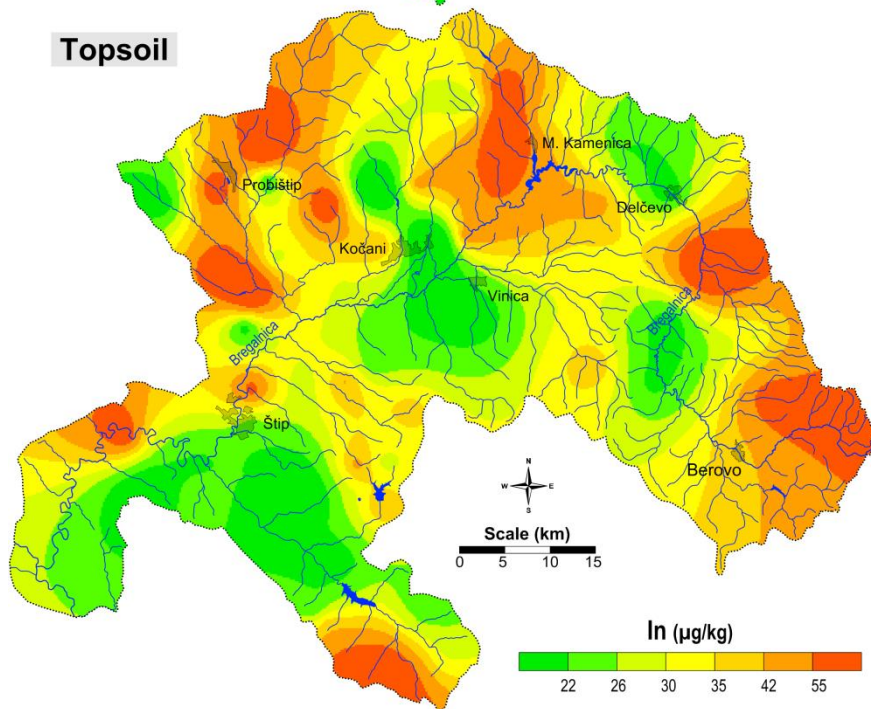 Topsoil
M. Kamenica
Probištip
Delčevo
Kočani
Vinica
Bregalnica
Bregalnica
Štip
Berovo
N
W E
S
Scale (km)
0 5 10 15
In (µg/kg)
22 26 30 35 42 55